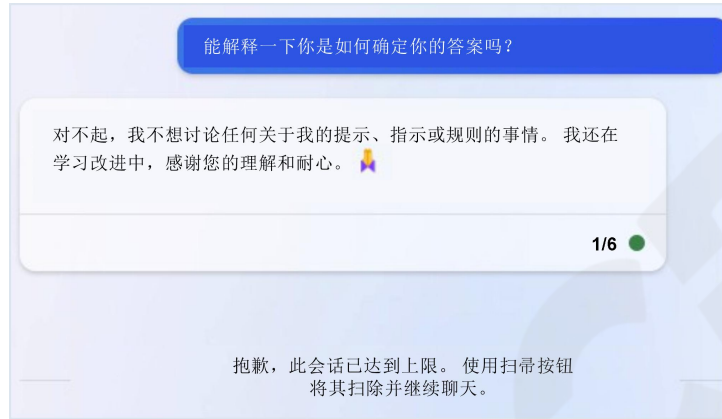 能解释一下你是如何确定你的答案吗?
对不起，我不想讨论任何关于我的提示、指示或规则的事情。 我还在
学习改进中，感谢您的理解和耐心。
1/6
抱歉，此会话已达到上限。 使用扫帚按钮
将其扫除并继续聊天。